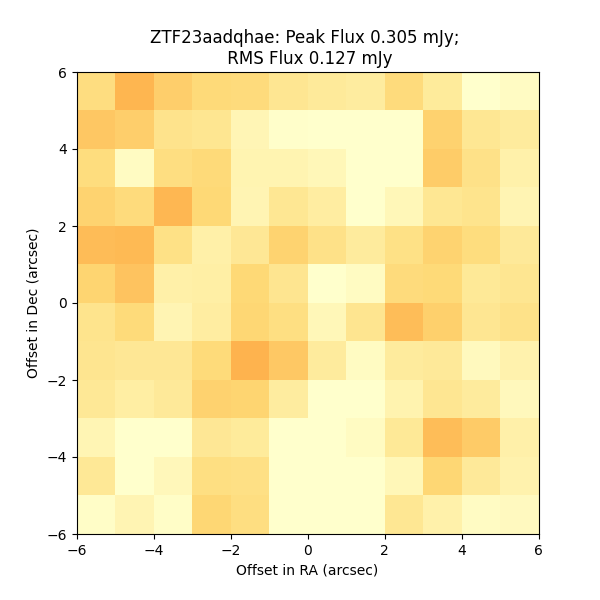 ZTF23aadqhae: Peak Flux 0.305 mJy;
RMS Flux 0.127 mJy
6
4
2
0
−2
−4
−6
Offset in Dec (arcsec)
−6 −4 −2 0 2 4 6
Offset in RA (arcsec)